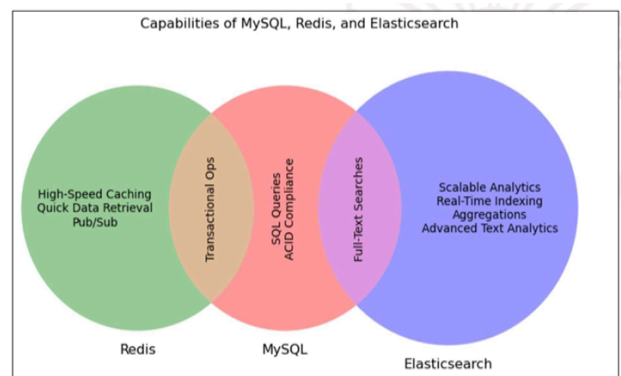 Capabilities of MySQL, Redis, and Elasticsearch
High-Speed Caching
Quick Data Retrieval
Pub/Sub
Transactional Ops
SQL Queries
ACID Compliance
Full-Text Searches
Scalable Analytics
Real-Time Indexing
Aggregations
Advanced Text Analytics
Redis
MySQL
Elasticsearch